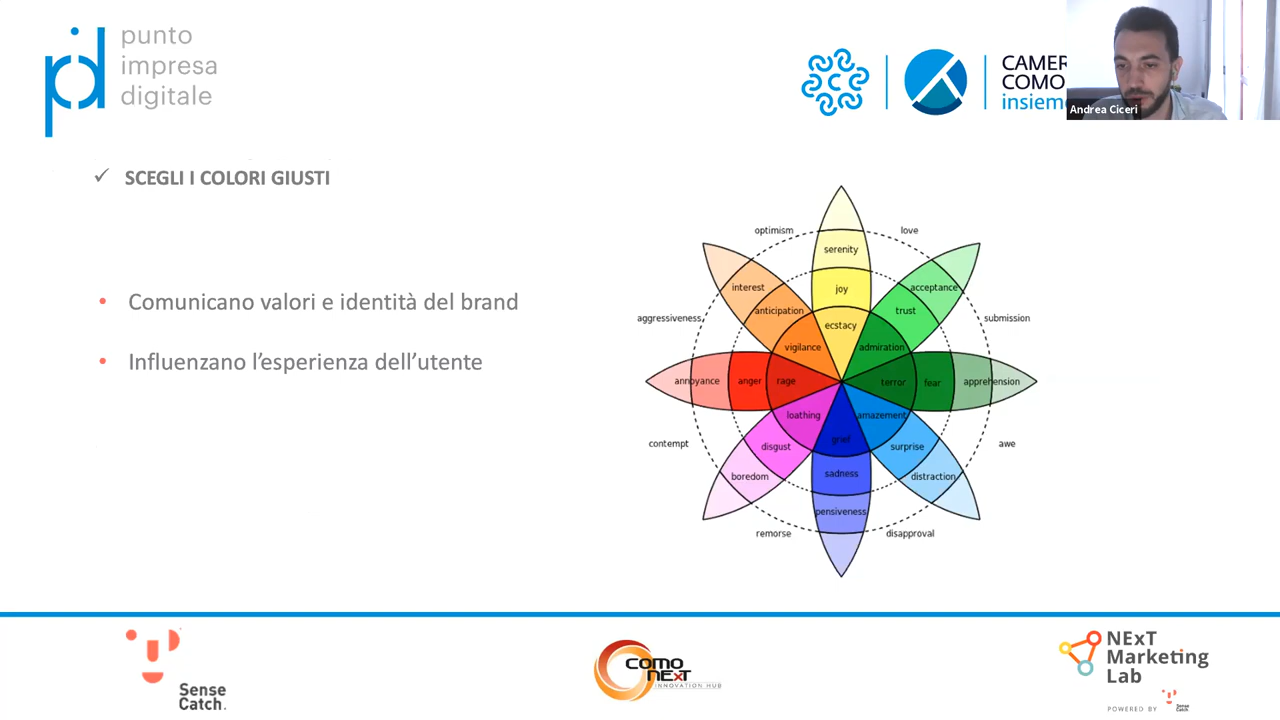 punto
impresa
digitale
CAMER
COMO
insiem
Andrea Ciceri
✓ SCEGLI I COLORI GIUSTI
• Comunicano valori e identità del brand
• Influenzano l’esperienza dell’utente
optimism
love
serenity
interest
joy
acceptance
anticipation
trust
aggressiveness
submission
ecstacy
vigilance
admiration
annoyance
anger
rage
terror
fear
apprehension
loathing
amazement
grief
contempt
disgust
surprise
awe
boredom
sadness
distraction
pensiveness
remorse
disapproval
Sense
Catch.
COMO
NExT
INNOVATION HUB
NExT
Marketing
Lab
POWERED BY Sense
Catch